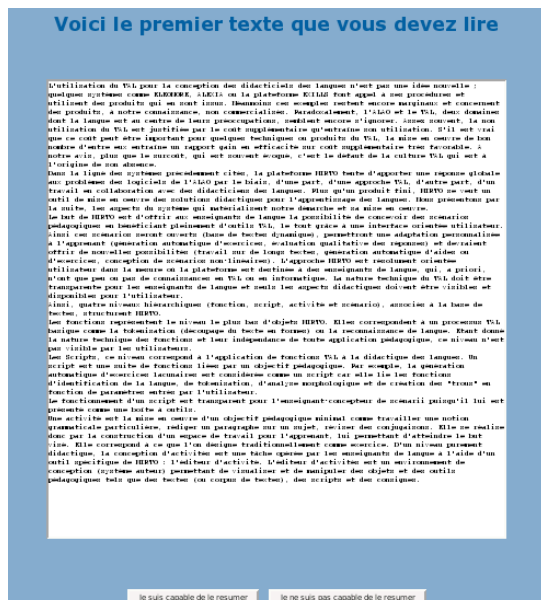 Voici le premier texte que vous devez lire
L'utilisation du TAL pour la conception des didacticiels des langues n'est pas une idée nouvelle ;
quelques systèmes comme ELEONORE, ALEXIA ou la plateforme EXILLS font appel à ses procédures et
utilisent des produits qui en sont issus. Néanmoins ces exemples restent encore marginaux et concernent
des produits, à notre connaissance, non commercialisés. Paradoxalement, l'ALAO et le TAL, deux domaines
dont la langue est au centre de leurs préoccupations, semblent encore s'ignorer. Assez souvent, la non
utilisation du TAL est justifiée par le coût supplémentaire qu'entraîne son utilisation. S'il est vrai
que ce coût peut être important pour quelques techniques ou produits du TAL, la mise en oeuvre de bon
nombre d'entre eux entraîne un rapport gain en efficacité sur coût supplémentaire très favorable. A
notre avis, plus que le surcoût, qui est souvent évoqué, c'est le défaut de la culture TAL qui est à
l'origine de son absence.
Dans la ligne des systèmes précédemment cités, la plateforme MIRTO tente d'apporter une réponse globale
aux problèmes des logiciels de l'ALAO par le biais, d'une part, d'une approche TAL, d'autre part, d'un
travail en collaboration avec des didacticiens des langues. Plus qu'un produit fini, MIRTO se veut un
outil de mise en oeuvre des solutions didactiques pour l'apprentissage des langues. Nous présentons par
la suite, les aspects du système qui matérialisent notre démarche et sa mise en oeuvre.
Le but de MIRTO est d'offrir aux enseignants de langue la possibilité de concevoir des scénarios
pédagogiques en bénéficiant pleinement d'outils TAL, le tout grâce à une interface orientée utilisateur.
Ainsi ces scénarios seront ouverts (base de textes dynamique), permettront une adaptation personnalisée
à l'apprenant (génération automatique d'exercices, évaluation qualitative des réponses) et devraient
offrir de nouvelles possibilités (travail sur de longs textes, génération automatique d'aides ou
d'exercices, conception de scénarios non linéaires). L'approche MIRTO est résolument orientée
utilisateur dans la mesure où la plateforme est destinée à des enseignants de langue, qui, a priori,
n'ont que peu ou pas de connaissances en TAL ou en informatique. La nature technique du TAL doit être
transparente pour les enseignants de langue et seuls les aspects didactiques doivent être visibles et
disponibles pour l'utilisateur.
Ainsi, quatre niveaux hiérarchiques (fonction, script, activité et scénario), associés à la base de
textes, structurent MIRTO.
Les fonctions représentent le niveau le plus bas d'objets MIRTO. Elles correspondent à un processus TAL
basique comme la tokenisation (découpage du texte en formes) ou la reconnaissance de langue. Etant donné
la nature technique des fonctions et leur indépendance de toute application pédagogique, ce niveau n'est
pas visible par les utilisateurs.
Les Scripts, ce niveau correspond à l'application de fonctions TAL à la didactique des langues. Un
script est une suite de fonctions liées par un objectif pédagogique. Par exemple, la génération
automatique d'exercices lacunaires est considérée comme un script car elle lie les fonctions
d'identification de la langue, de tokenisation, d'analyse morphologique et de création des "trous" en
fonction de paramètres entrés par l'utilisateur.
Le fonctionnement d'un script est transparent pour l'enseignant-concepteur de scénarii puisqu'il lui est
présenté comme une boîte à outils.
Une activité est la mise en oeuvre d'un objectif pédagogique minimal comme travailler une notion
grammaticale particulière, rédiger un paragraphe sur un sujet, réviser des conjugaisons. Elle se réalise
donc par la construction d'un espace de travail pour l'apprenant, lui permettant d'atteindre le but
visé. Elle correspond à ce que l'on désigne traditionnellement comme exercice. D'un niveau purement
didactique, la conception d'activités est une tâche opérée par les enseignants de langue à l'aide d'un
outil spécifique de MIRTO : l'éditeur d'activité. L'éditeur d'activités est un environnement de
conception (système auteur) permettant de visualiser et de manipuler des objets et des outils
pédagogiques tels que des textes (ou corpus de textes), des scripts et des consignes.
je suis capable de le resumer
je ne suis pas capable de le resumer